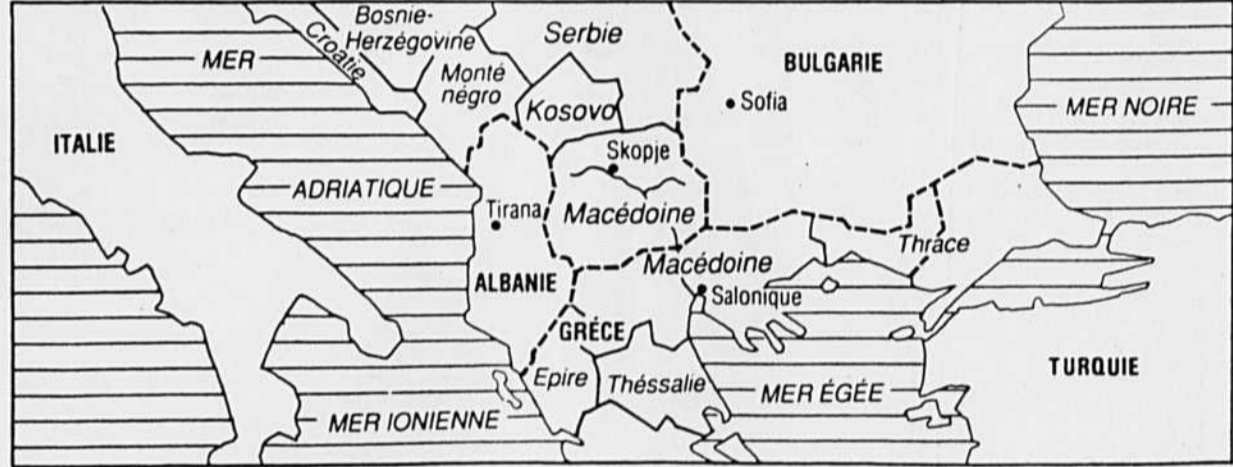 Bosnie-
Herzégovine
Croatie
Serbie
MER
Monté
négro
BULGARIE
Kosovo
Sofia
MER NOIRE
ITALIE
Skopje
ADRIATIQUE
Tirana
Macédoine
Thrace
Macédoine
ALBANIE
Salonique
GRÉCE
TURQUIE
Epire
Théssalie
MER ÉGÉE
MER IONIENNE